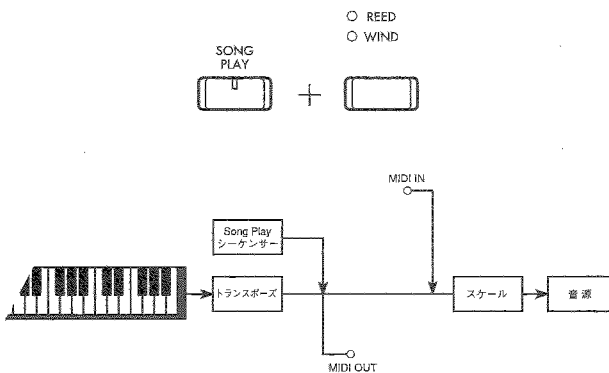 REED
WIND
SONG
PLAY
MIDI IN
Song Play
シーケンサー
トランスポーズ
スケール
音源
MIDI OUT